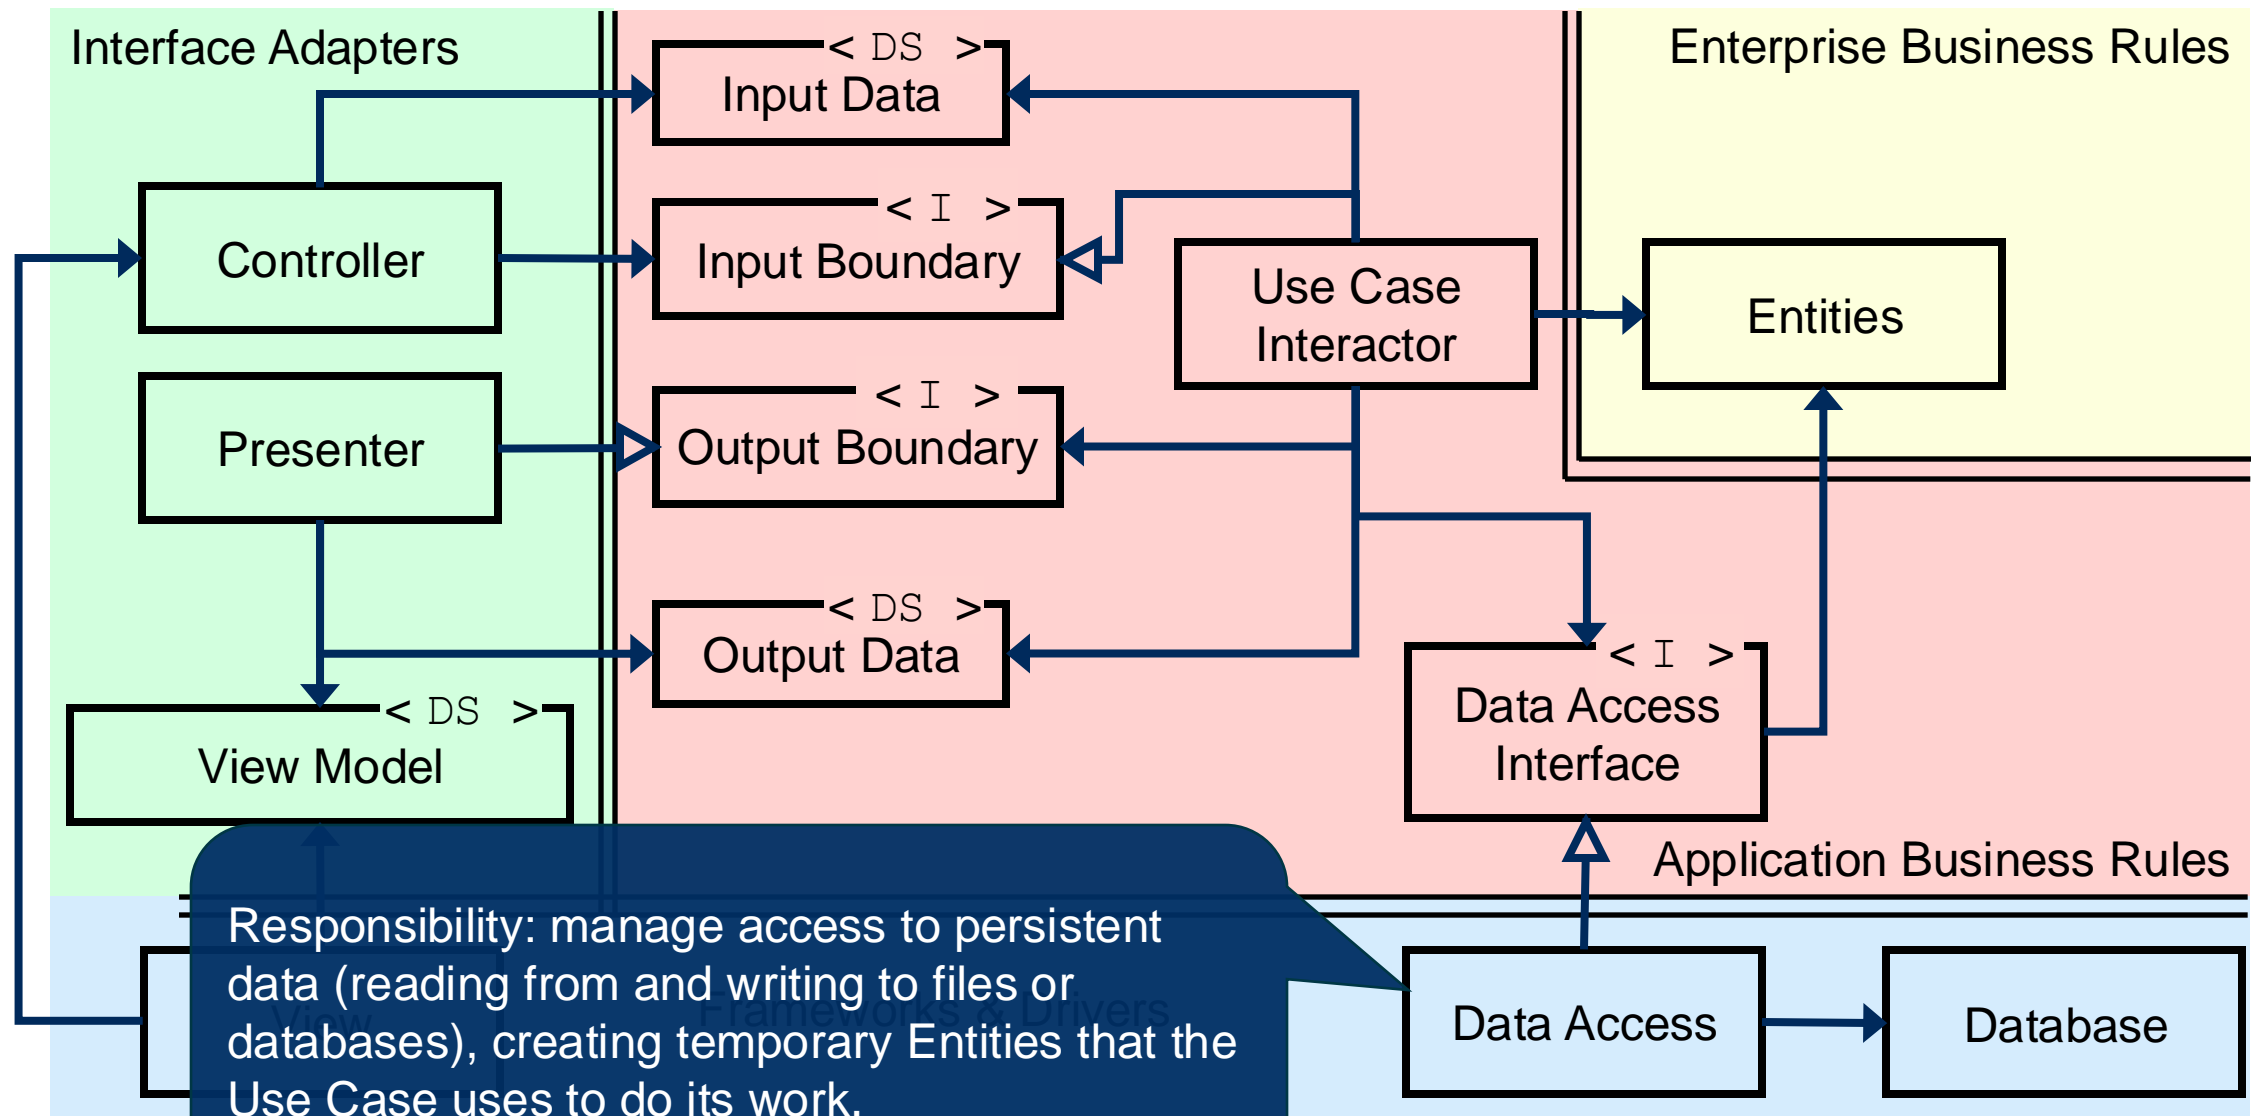 Interface Adapters
Enterprise Business Rules
< DS >
Input Data
< I >
Input Boundary
Controller
Use Case
Interactor
Entities
< I >
Output Boundary
Presenter
< DS >
Output Data
< I >
Data Access
Interface
< DS >
View Model
Application Business Rules
Responsibility: manage access to persistent
data (reading from and writing to files or
databases), creating temporary Entities that the
Use Case uses to do its work.
View
Frameworks & Drivers
Data Access
Database